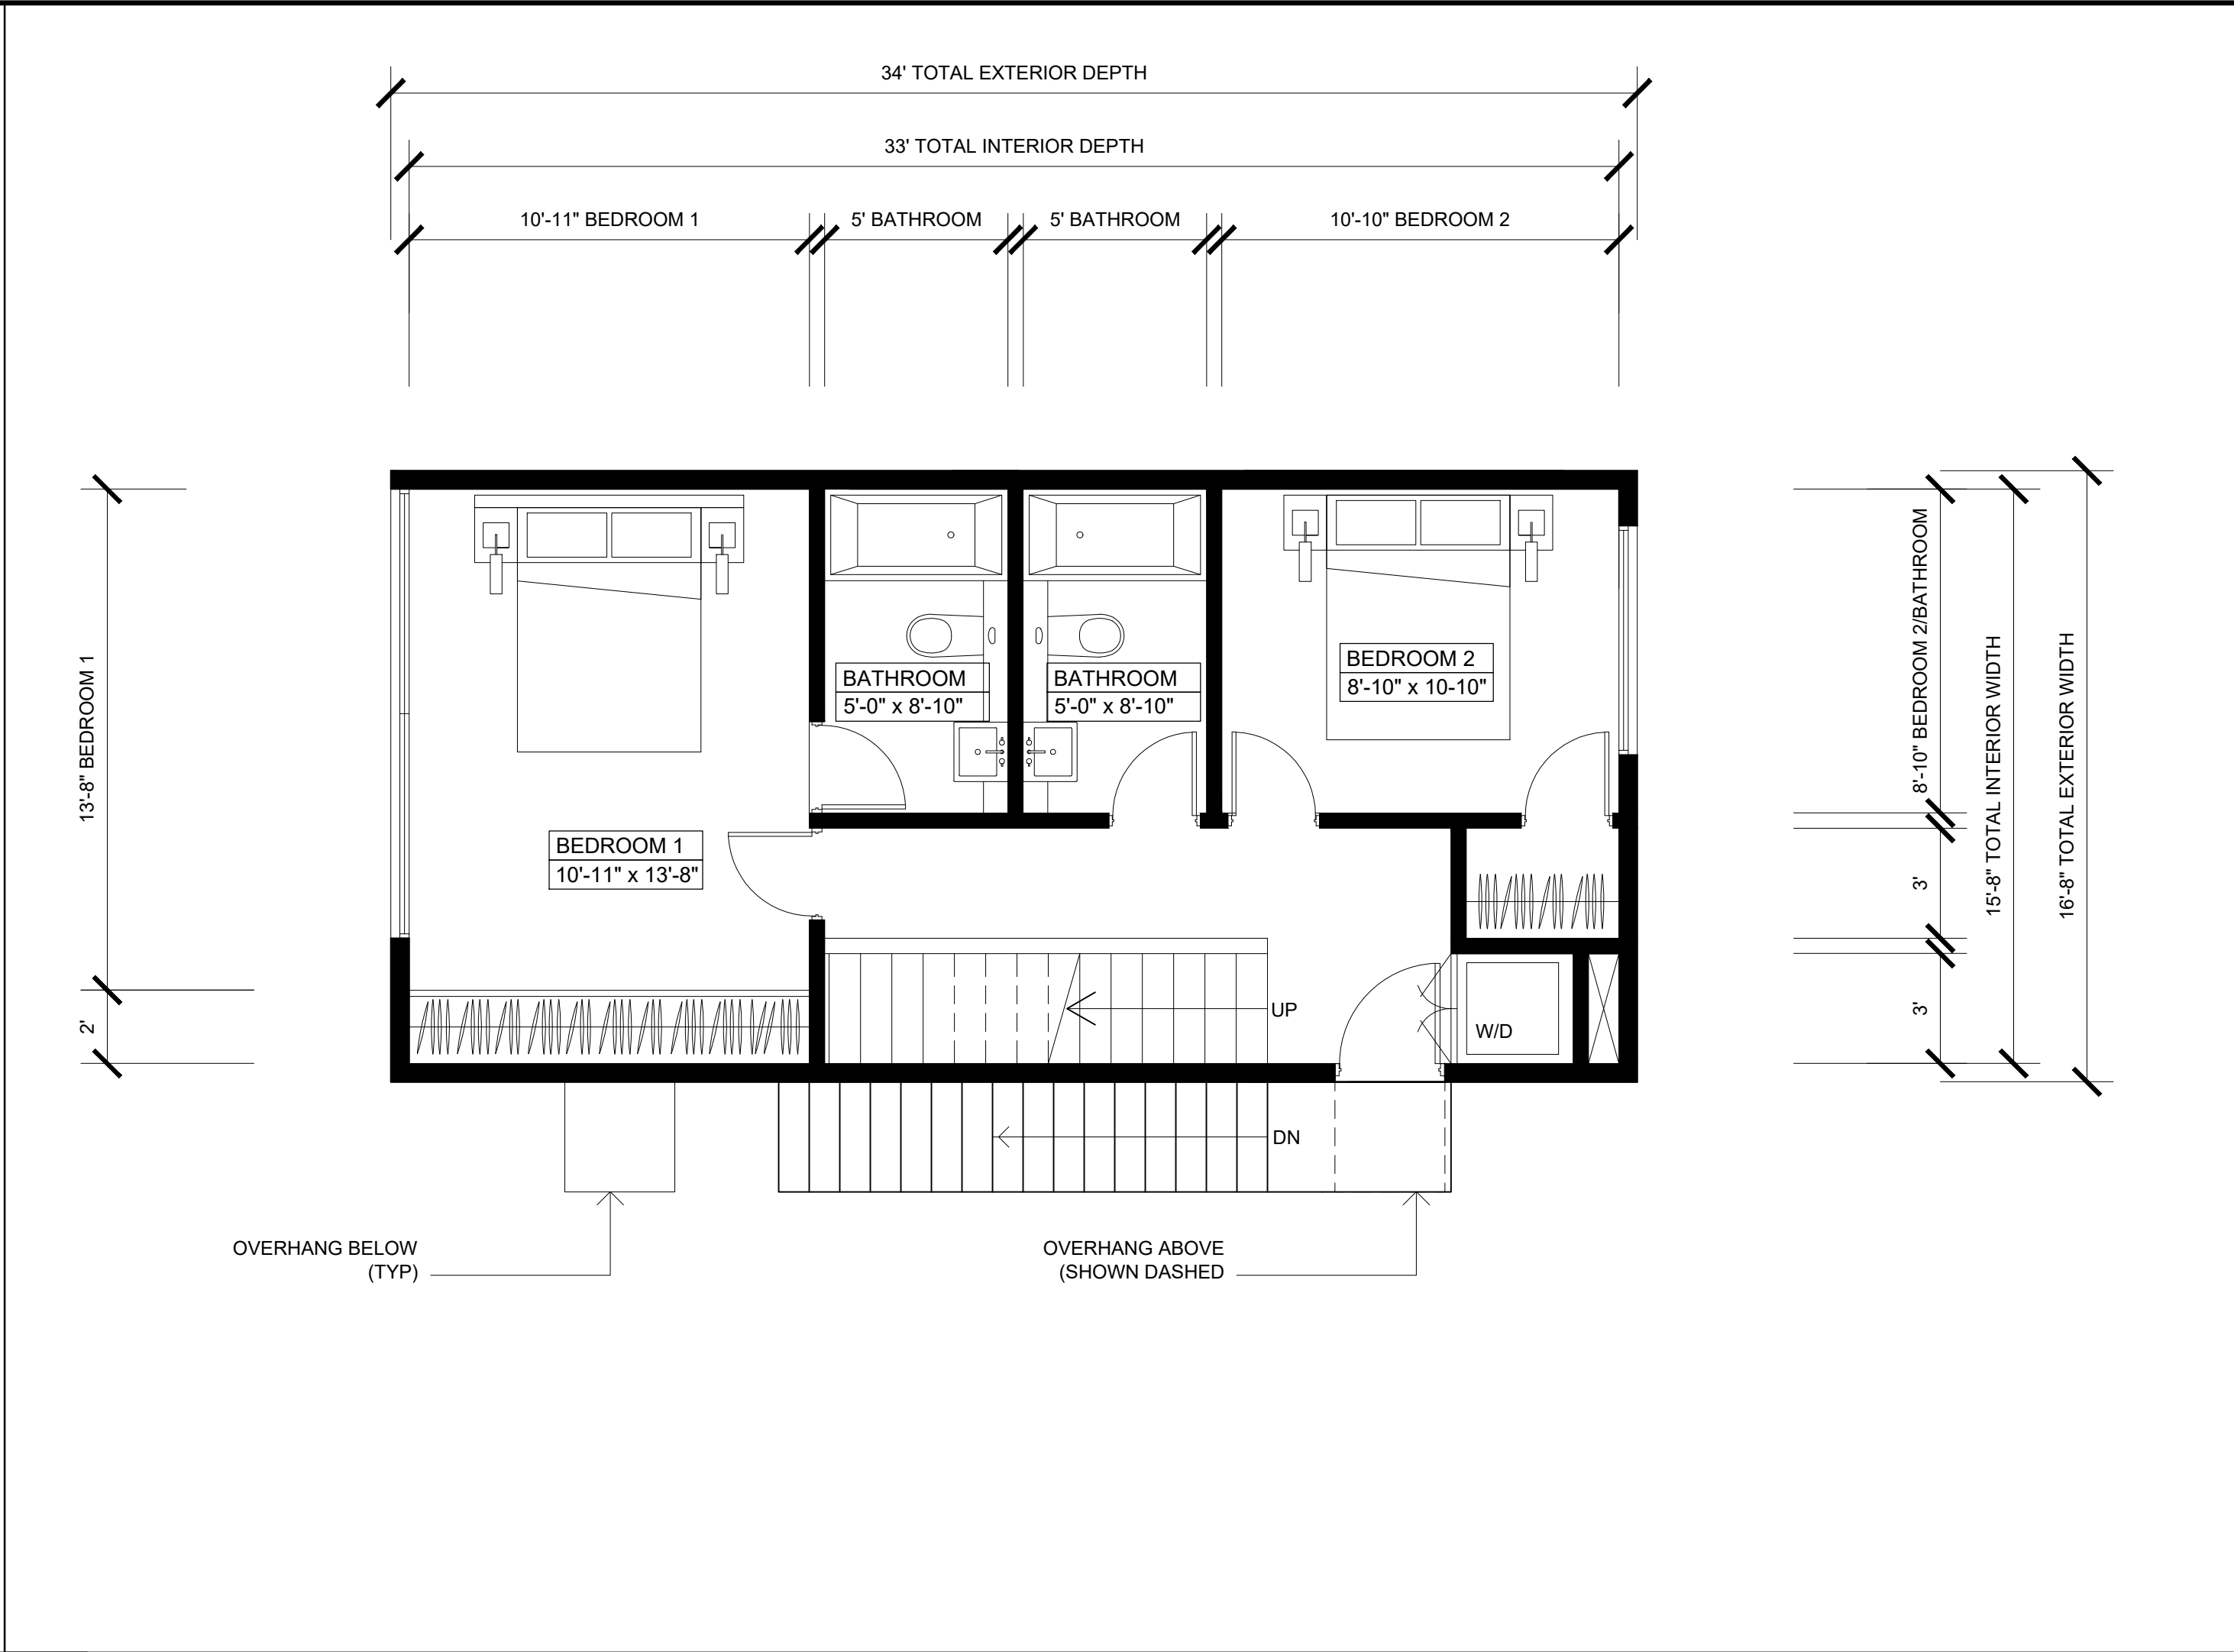 34' TOTAL EXTERIOR DEPTH
33' TOTAL INTERIOR DEPTH
10'-11" BEDROOM 1
5' BATHROOM
5' BATHROOM
10'-10" BEDROOM 2
13'-8" BEDROOM 1
2'
BATHROOM
5'-0" x 8'-10"
BATHROOM
5'-0" x 8'-10"
BEDROOM 2
8'-10" x 10-10"
BEDROOM 1
10'-11" x 13'-8"
UP
W/D
DN
8'-10" BEDROOM 2/BATHROOM
3'
3'
15'-8" TOTAL INTERIOR WIDTH
16'-8" TOTAL EXTERIOR WIDTH
OVERHANG BELOW
(TYP)
OVERHANG ABOVE
(SHOWN DASHED